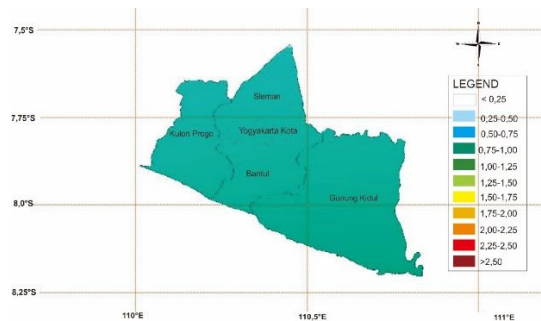 7,5°S
LEGEND
< 0,25
0,25-0,50
0.50-0,75
0,75-1,00
1,00-1,25
1,25-1,50
1,50-1,75
1,75-2,00
2,00-2,25
2,25-2,50
>2,50
Sleman
7,75°S
Kulon Progo
Yogyakarta Kota
Bantul
Gunung Kidul
8,0°S
8,25°S
110°E
110,5°E
111°E